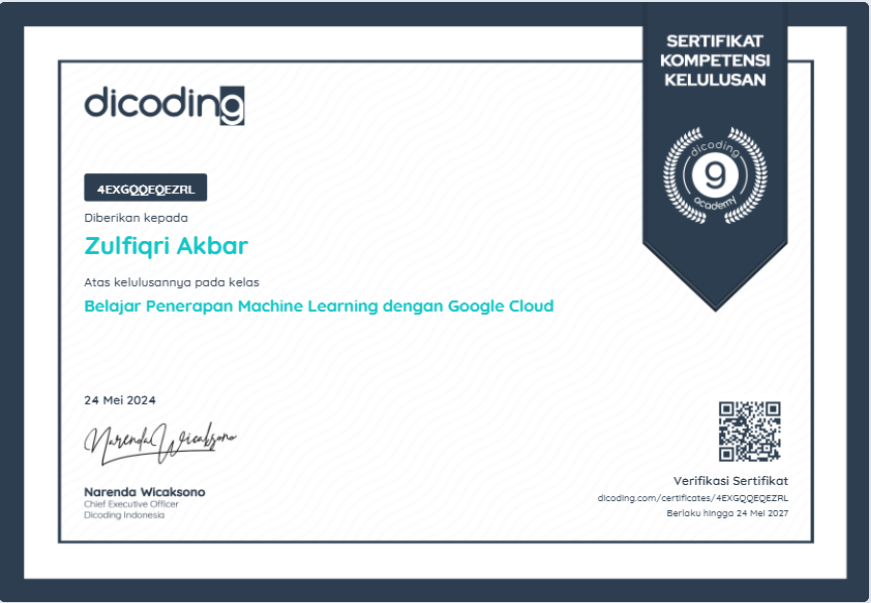 SERTIFIKAT
KOMPETENSI
KELULUSAN
dicoding
dicoding
9
academy
4EXGQQEQEZRL
Diberikan kepada
Zulfiqri Akbar
Atas kelulusannya pada kelas
Belajar Penerapan Machine Learning dengan Google Cloud
24 Mei 2024
Narenda Wicaksono
Narenda Wicaksono
Chief Executive Officer
Dicoding Indonesia
Verifikasi Sertifikat
dicoding.com/certificates/4EXGQQEQEZRL
Berlaku hingga 24 Mei 2027